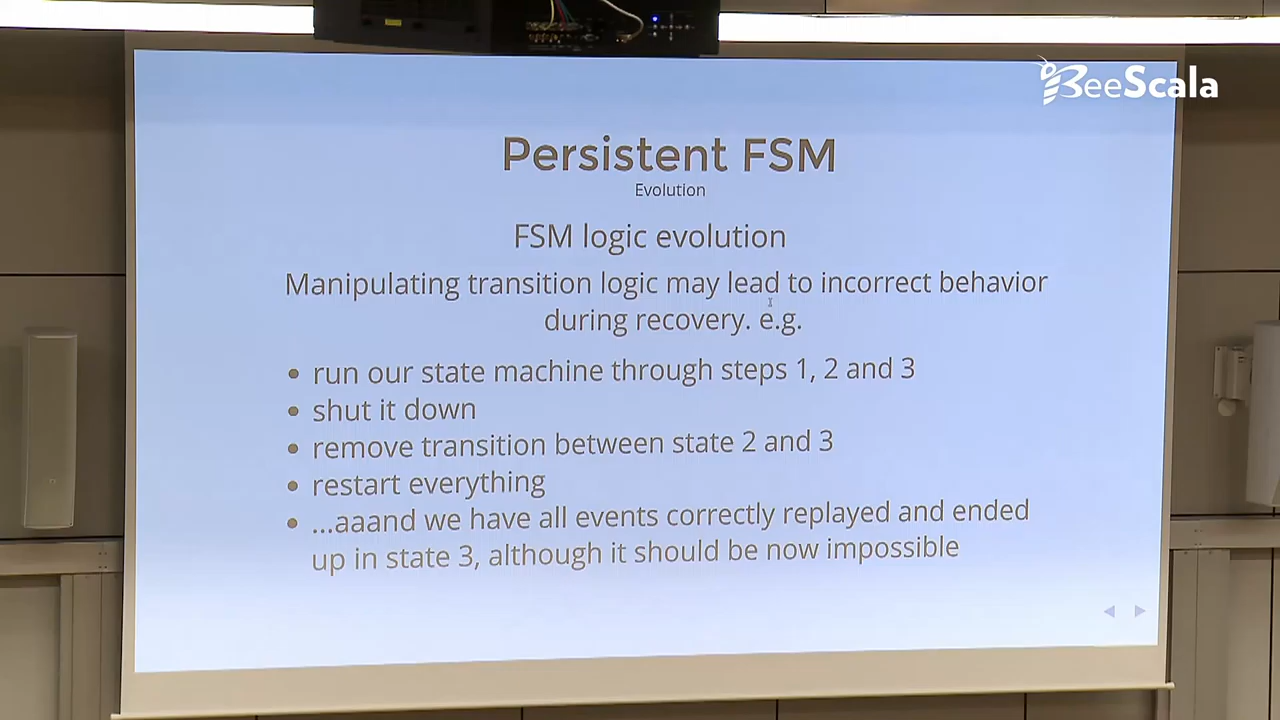 BeeScala
Persistent FSM
Evolution
FSM logic evolution
Manipulating transition logic may lead to incorrect behavior
during recovery. e.g.
• run our state machine through steps 1, 2 and 3
• shut it down
• remove transition between state 2 and 3
• restart everything
• ...aaand we have all events correctly replayed and ended
up in state 3, although it should be now impossible